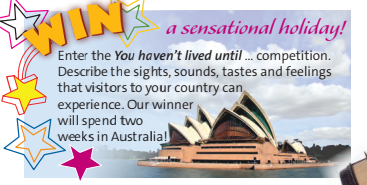 WIN
a sensational holiday!
Enter the You haven't lived until ... competition.
Describe the sights, sounds, tastes and feelings
that visitors to your country can
experience. Our winner
will spend two
weeks in Australia!